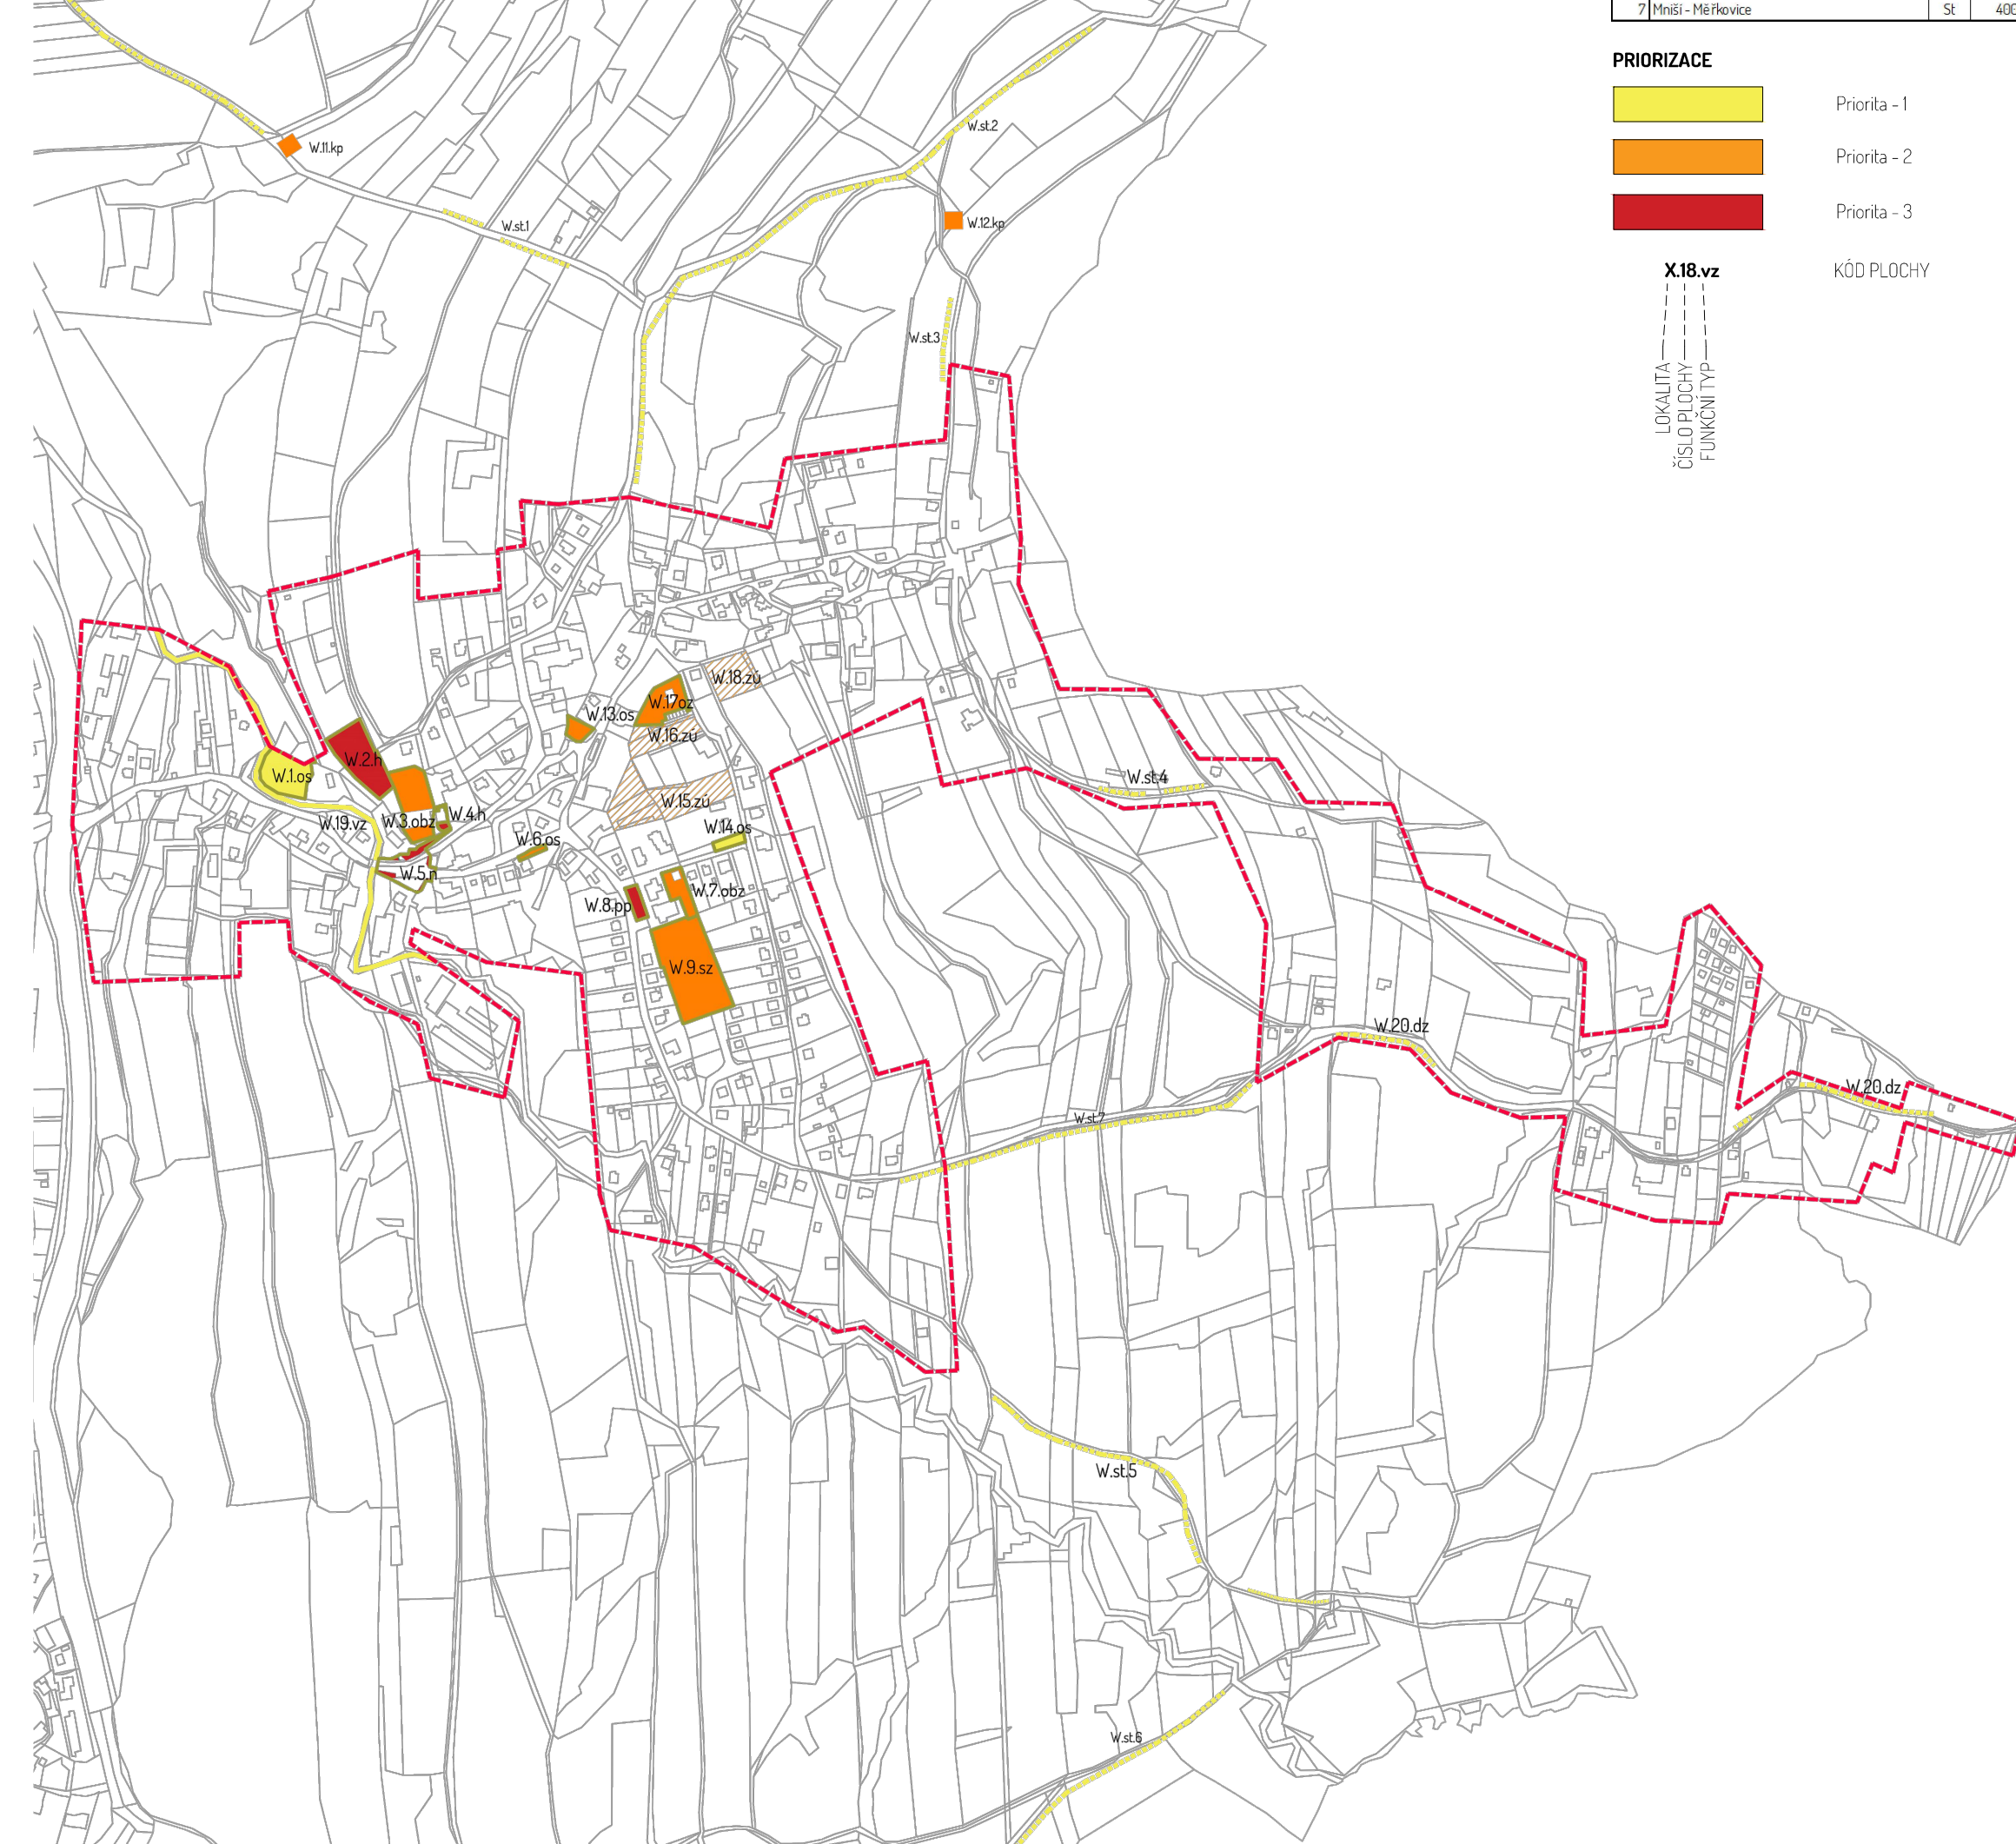 7 Mniší - Měřkovice St 400
PRIORIZACE
Priorita - 1
Priorita - 2
Priorita - 3
X.18.vz KÓD PLOCHY
LOKALITA
ČÍSLO PLOCHY
FUNKČNÍ TYP
W.st.2
W.11.kp
W.12.kp
W.st.1
W.st.3
W.18.zú
W.17oz
W.13.os
W.16.zú
W.2.h
W.1.os
W.st.4
W.15.zú
W.4.h
W.3.obz
W.19.vz
W.14.os
W.6.os
W.5.n
W.7.obz
W.8.pp
W.9.sz
W.20.dz
W.20.dz
W.st.7
W.st.5
W.st.6